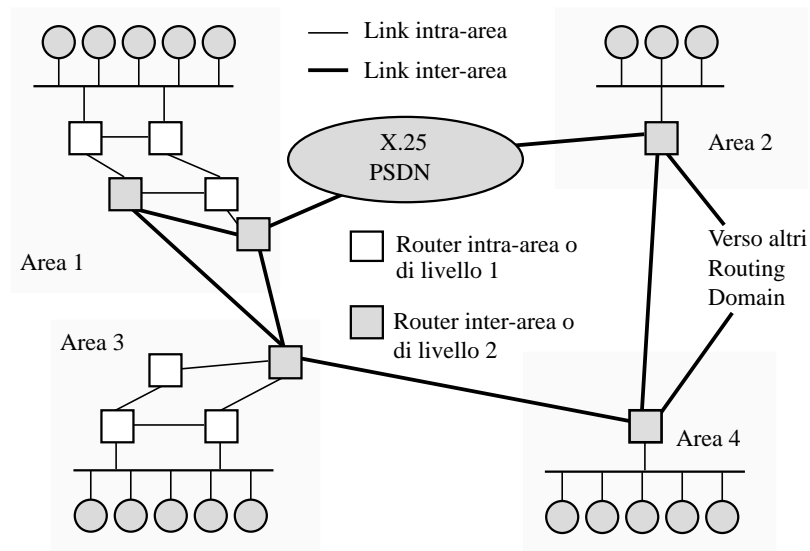 Link intra-area
Link inter-area
X.25
PSDN
Area 2
Area 1
Router intra-area o
di livello 1
Verso altri
Routing
Domain
Router inter-area o
di livello 2
Area 3
Area 4